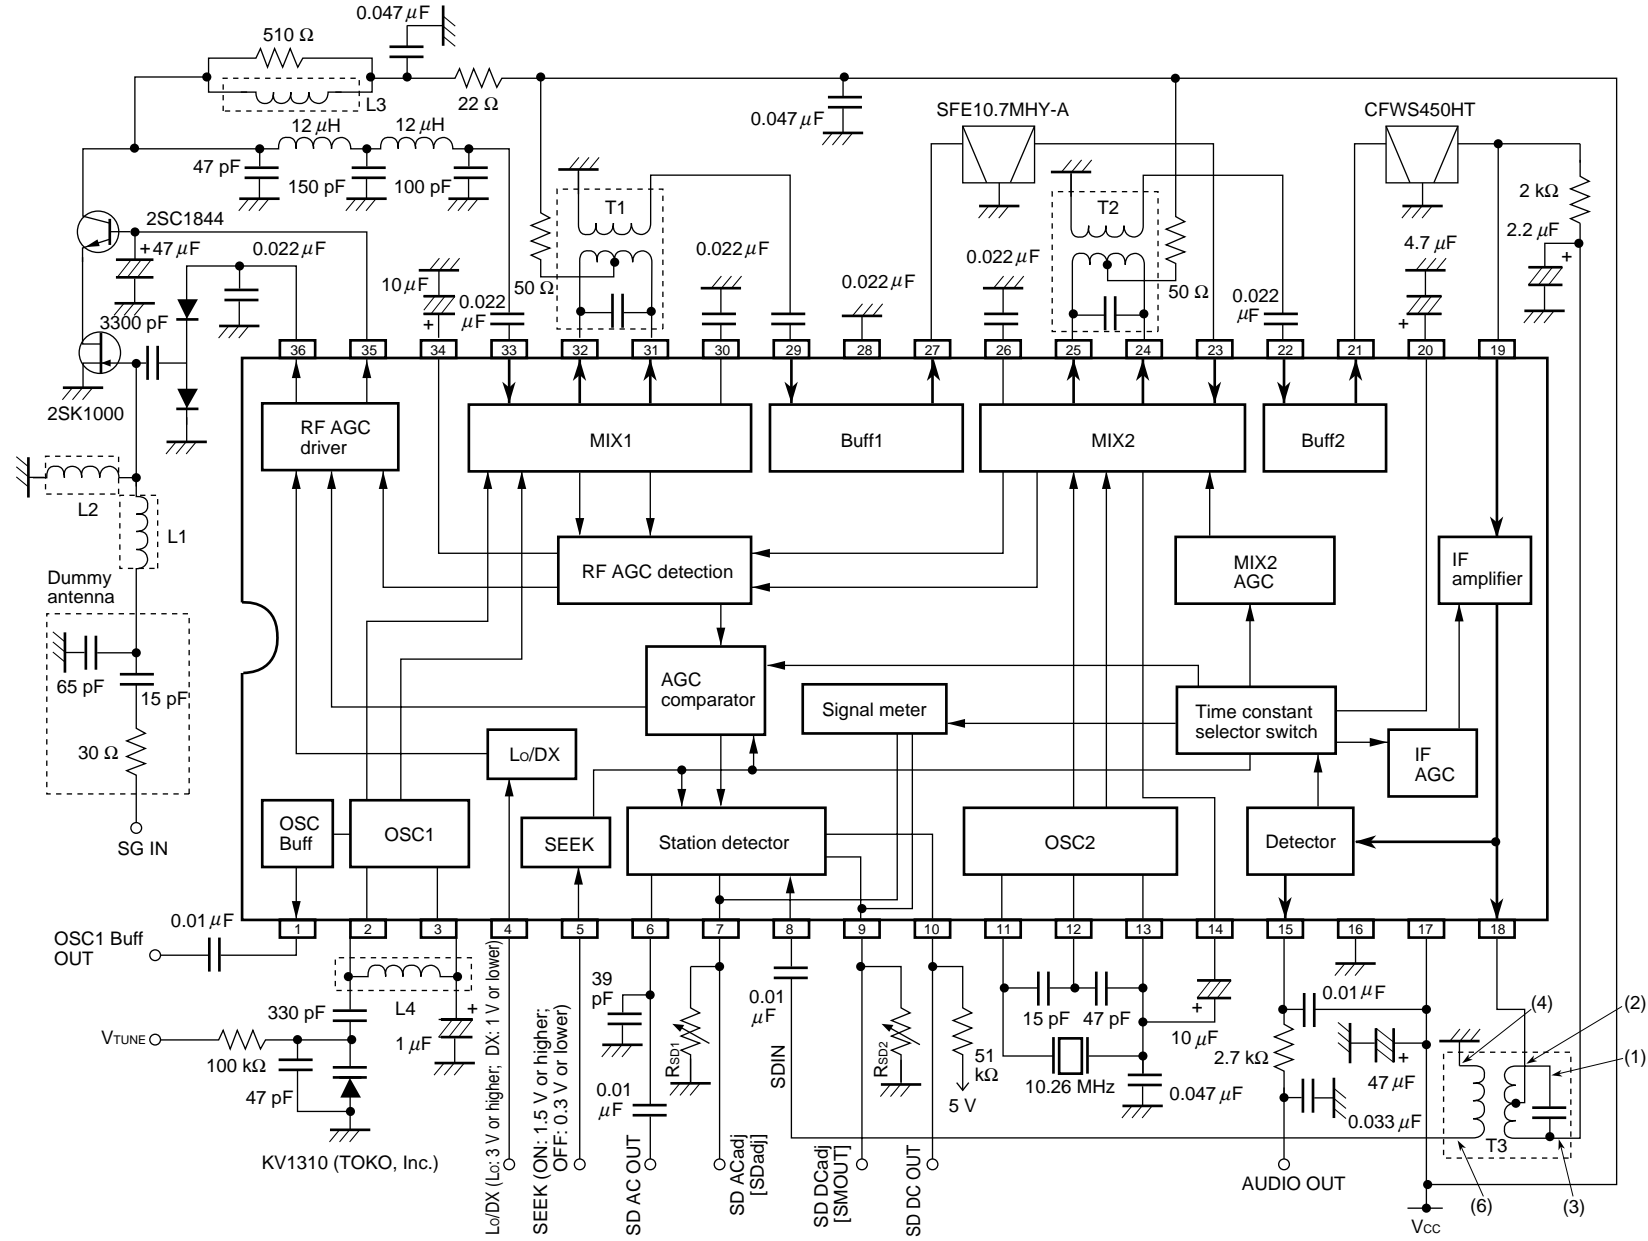 0.047 μF
510 Ω
L3
22 Ω
0.047 μF
SFE10.7MHY-A
CFWS450HT
12 μH
12 μH
47 pF
150 pF
100 pF
2SC1844
47 μF
+
0.022 μF
3300 pF
2SK1000
10 μF
+
0.022
μF
50 Ω
T1
0.022 μF
0.022 μF
0.022 μF
T2
50 Ω
0.022
μF
4.7 μF
+
2 kΩ
2.2 μF
+
36
35
34
33
32
31
30
29
28
27
26
25
24
23
22
21
20
19
RF AGC
driver
MIX1
Buff1
MIX2
Buff2
L2
L1
Dummy
antenna
65 pF
15 pF
30 Ω
SG IN
RF AGC detection
MIX2
AGC
IF
amplifier
AGC
comparator
Signal meter
Time constant
selector switch
IF
AGC
LO/DX
OSC
Buff
OSC1
SEEK
Station detector
OSC2
Detector
1
2
3
4
5
6
7
8
9
10
11
12
13
14
15
16
17
18
0.01 μF
OSC1 Buff
OUT
L4
330 pF
VTUNE
100 kΩ
47 pF
1 μF
+
KV1310 (TOKO, Inc.)
LO/DX (LO: 3 V or higher; DX: 1 V or lower)
SEEK (ON: 1.5 V or higher;
OFF: 0.3 V or lower)
39
pF
0.01
μF
SD AC OUT
RSD1
SD ACadj
[SDadj]
0.01
μF
SDIN
RSD2
SD DCadj
[SMOUT]
51
kΩ
5 V
SD DC OUT
15 pF
47 pF
10.26 MHz
+
10 μF
0.047 μF
0.01 μF
2.7 kΩ
47 μF
+
0.033 μF
AUDIO OUT
VCC
(4)
(2)
(1)
T3
(6)
(3)